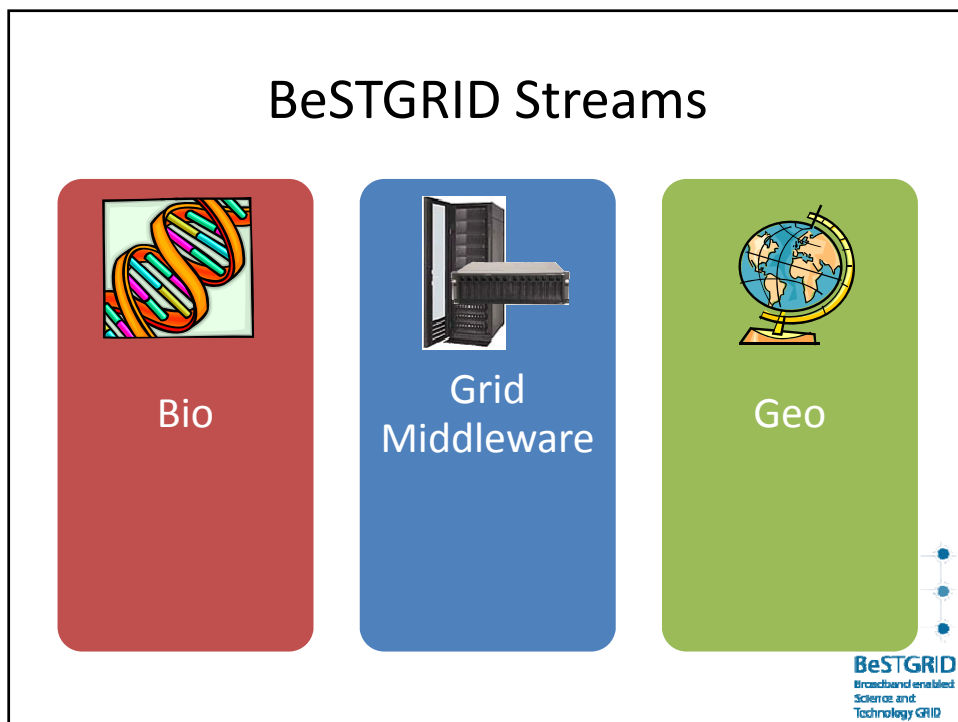 BeSTGRID Streams
Bio
Grid
Middleware
Geo
BeSTGRID
Broadband enabled
Science and
Technology GRID